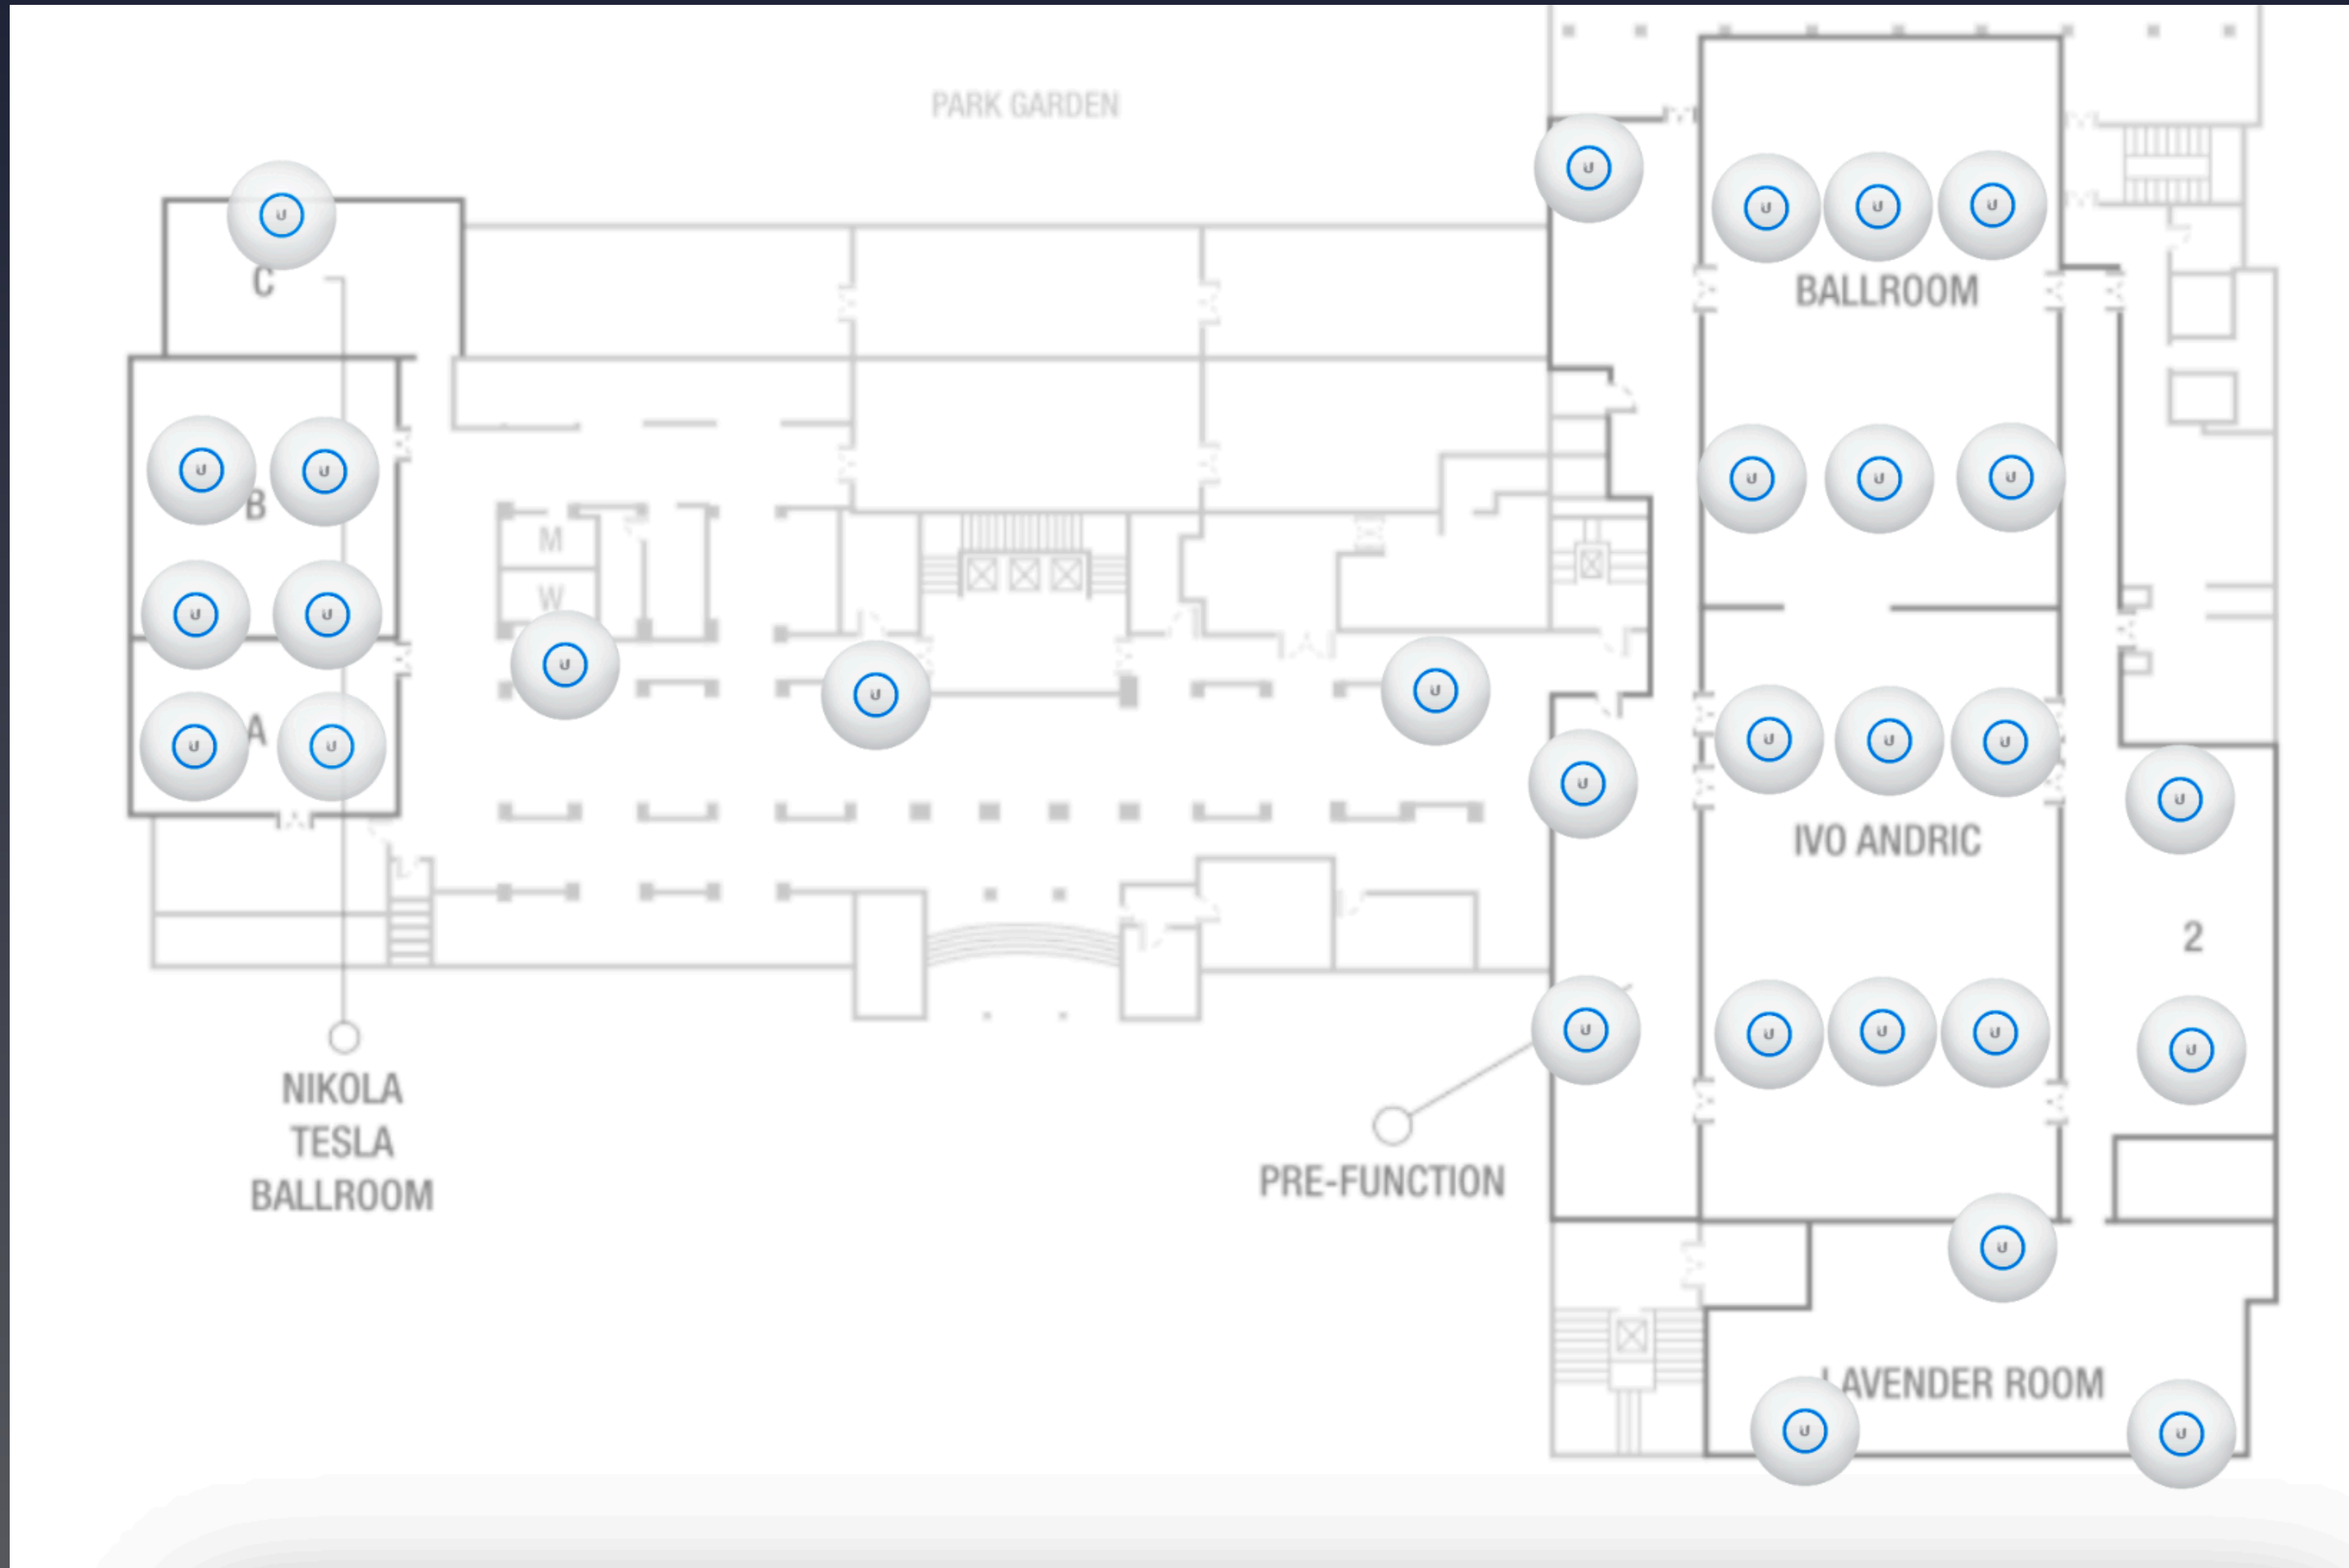 PARK GARDEN
C
BALLROOM
B
M
W
A
IVO ANDRIC
2
NIKOLA
TESLA
BALLROOM
PRE-FUNCTION
LAVENDER ROOM